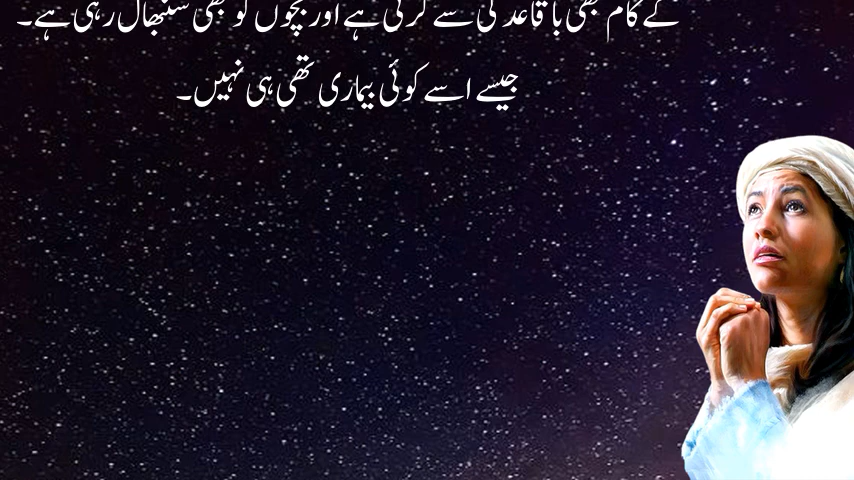 کے کام بھی باقاعدگی سے کرتی ہے اور بچوں کو بھی سنبھال رہی ہے۔
جیسے اسے کوئی بیماری تھی ہی نہیں۔